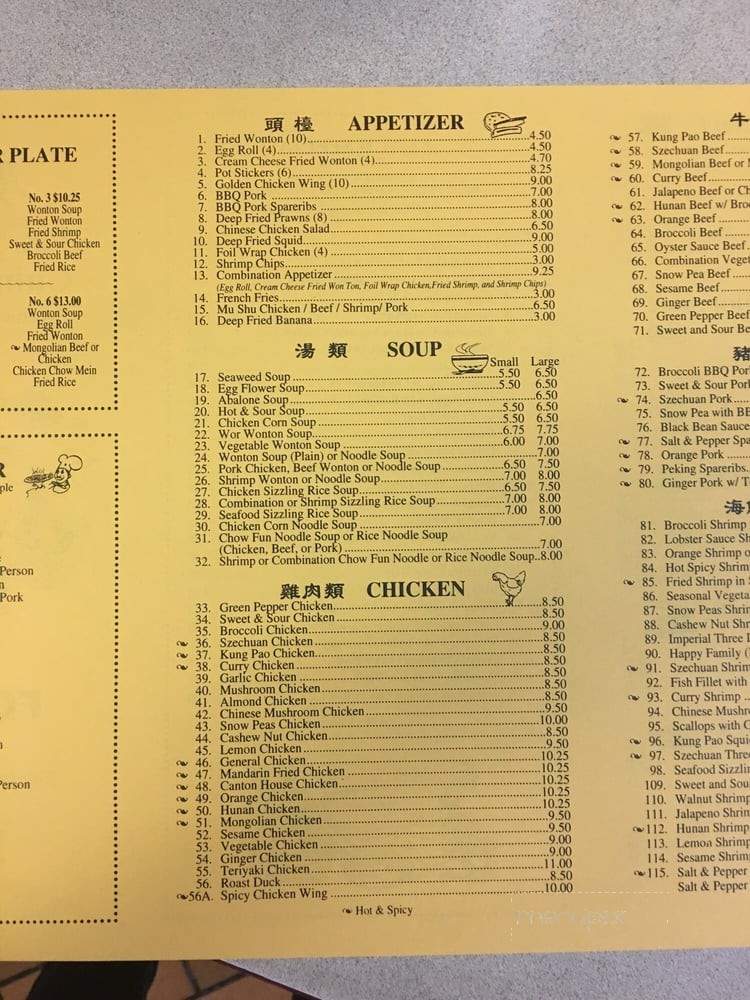 PLATE
No. 3 $10.25
Wonton Soup
Fried Wonton
Fried Shrimp
Sweet & Sour Chicken
Broccoli Beef
Fried Rice
No. 6 $13.00
Wonton Soup
Egg Roll
Fried Wonton
Mongolian Beef or
Chicken
Chicken Chow Mein
Fried Rice
Person
Pork
Person
頭檯 APPETIZER
1. Fried Wonton (10) 4.50
2. Egg Roll (4) 4.50
3. Cream Cheese Fried Wonton (4) 4.70
4. Pot Stickers (6) 8.25
5. Golden Chicken Wing (10) 9.00
6. BBQ Pork 7.00
7. BBQ Pork Spareribs 8.00
8. Deep Fried Prawns (8) 8.00
9. Chinese Chicken Salad 6.50
10. Deep Fried Squid 9.00
11. Foil Wrap Chicken (4) 5.00
12. Shrimp Chips 3.00
13. Combination Appetizer 9.25
(Egg Roll, Cream Cheese Fried Won Ton, Foil Wrap Chicken,Fried Shrimp, and Shrimp Chips)
14. French Fries 3.00
15. Mu Shu Chicken / Beef / Shrimp/ Pork 6.50
16. Deep Fried Banana 3.00
湯類 SOUP
Small Large
17. Seaweed Soup 5.50 6.50
18. Egg Flower Soup 5.50 6.50
19. Abalone Soup 6.50
20. Hot & Sour Soup 5.50 6.50
21. Chicken Corn Soup 5.50 6.50
22. Wor Wonton Soup 6.75 7.75
23. Vegetable Wonton Soup 6.00 7.00
24. Wonton Soup (Plain) or Noodle Soup 7.00
25. Pork Chicken, Beef Wonton or Noodle Soup 6.50 7.50
26. Shrimp Wonton or Noodle Soup 7.00 8.00
27. Chicken Sizzling Rice Soup 6.50 7.50
28. Combination or Shrimp Sizzling Rice Soup 7.00 8.00
29. Seafood Sizzling Rice Soup 7.00 8.00
30. Chicken Corn Noodle Soup 7.00
31. Chow Fun Noodle Soup or Rice Noodle Soup
(Chicken, Beef, or Pork) 7.00
32. Shrimp or Combination Chow Fun Noodle or Rice Noodle Soup..8.00
雞肉類 CHICKEN
33. Green Pepper Chicken 8.50
34. Sweet & Sour Chicken 8.50
35. Broccoli Chicken 9.00
36. Szechuan Chicken 8.50
37. Kung Pao Chicken 8.50
38. Curry Chicken 8.50
39. Garlic Chicken 8.50
40. Mushroom Chicken 8.50
41. Almond Chicken 8.50
42. Chinese Mushroom Chicken 9.50
43. Snow Peas Chicken 10.00
44. Cashew Nut Chicken 8.50
45. Lemon Chicken 9.50
46. General Chicken 10.25
47. Mandarin Fried Chicken 10.25
48. Canton House Chicken 10.25
49. Orange Chicken 10.25
50. Hunan Chicken 10.25
51. Mongolian Chicken 9.50
52. Sesame Chicken 9.50
53. Vegetable Chicken 9.00
54. Ginger Chicken 9.00
55. Teriyaki Chicken 11.00
56. Roast Duck 8.50
56A. Spicy Chicken Wing 10.00
Hot & Spicy
牛
57. Kung Pao Beef
58. Szechuan Beef
59. Mongolian Beef or
60. Curry Beef
61. Jalapeno Beef or
62. Hunan Beef w/
63. Orange Beef
64. Broccoli Beef
65. Oyster Sauce Beef
66. Combination
67. Snow Pea Beef
68. Sesame Beef
69. Ginger Beef
70. Green Pepper Beef
71. Sweet and Sour
豬
72. Broccoli BBQ
73. Sweet & Sour
74. Szechuan Pork
75. Snow Pea with
76. Black Bean Sauce
77. Salt & Pepper
78. Orange Pork
79. Peking Spareribs
80. Ginger Pork w/
海
81. Broccoli Shrimp
82. Lobster Sauce
83. Orange Shrimp
84. Hot Spicy
85. Fried Shrimp in
86. Seasonal
87. Snow Peas
88. Cashew Nut
89. Imperial Three
90. Happy Family
91. Szechuan
92. Fish Fillet with
93. Curry Shrimp
94. Chinese
95. Scallops with
96. Kung Pao
97. Szechuan
98. Seafood
109. Sweet and
110. Walnut Shrimp
111. Jalapeno
112. Hunan Shrimp
113. Lemon Shrimp
114. Sesame Shrimp
115. Salt & Pepper
Salt & Pepper